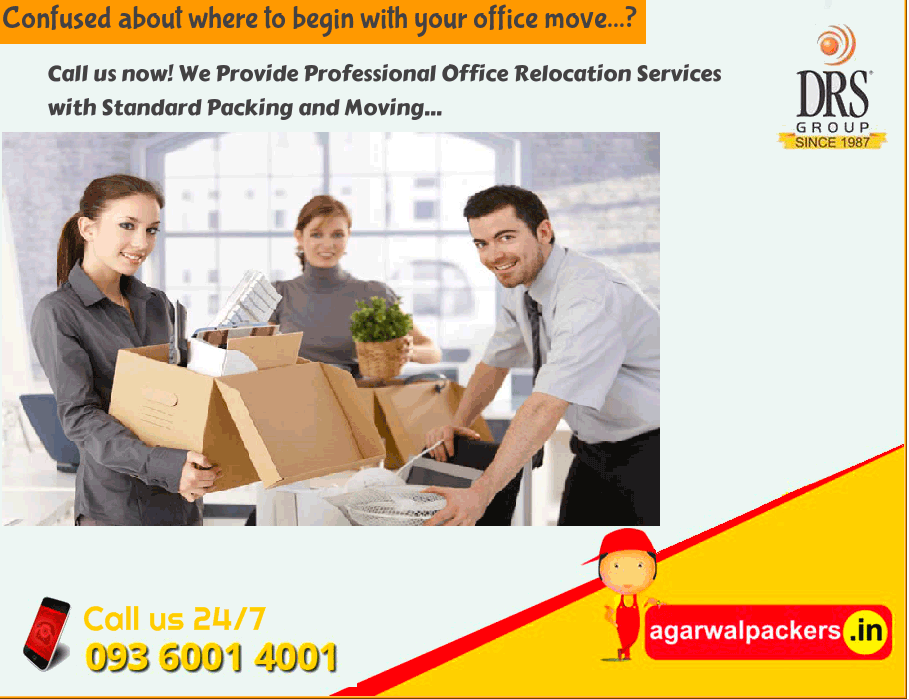 Confused about where to begin with your office move...?
Call us now! We Provide Professional Office Relocation Services
with Standard Packing and Moving...
DRS
GROUP
SINCE 1987
Call us 24/7
093 6001 4001
agarwalpackers.in